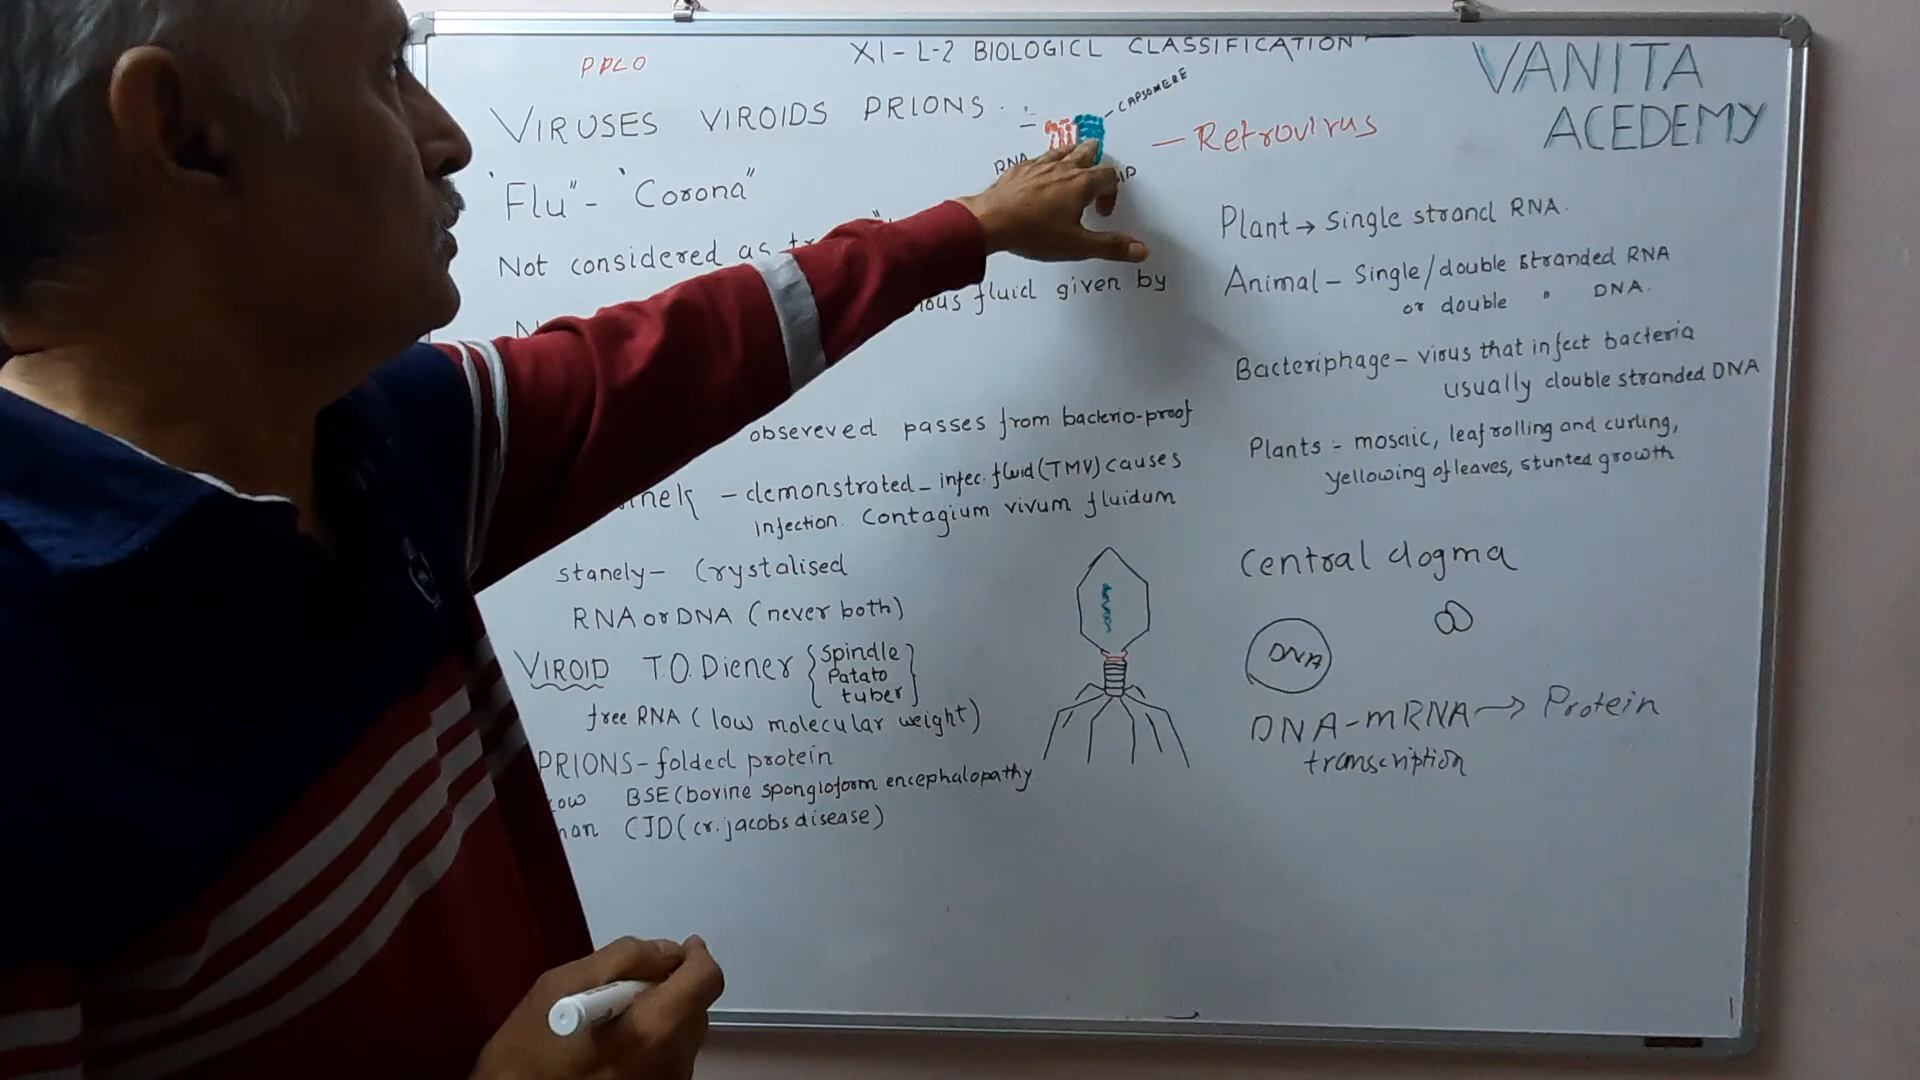 XI-L-2 BIOLOGICL CLASSIFICATION
PPLO
VANITA
ACEDEMY
VIRUSES VIROIDS PRIONS
CAPSOMERE
RNA
- Retrovirus
'Flu" - 'Corona"
Not considered as
fluid given by
obsereved passes from bacterio-proof
- demonstrated - infec. fluid (TMV) causes
Infection. Contagium vivum fluidum
stanely- Crystalised
RNA or DNA (never both)
VIROID T.O. Diener {Spindle
Patato
tuber}
free RNA (low molecular weight)
PRIONS- folded protein
BSE (bovine spongioform encephalopathy
CJD (cr. jacobs disease)
Plant → Single strand RNA.
Animal - Single/double stranded RNA
or double " DNA.
Bacteriphage - virus that infect bacteria
usually double stranded DNA
Plants - mosaic, leaf rolling and curling,
Yellowing of leaves, stunted growth
Central dogma
DNA
DNA-mRNA → Protein
transcription